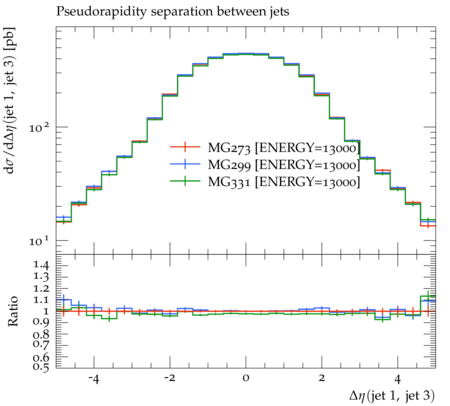 Pseudorapidity separation between jets
dσ/dΔη(jet 1, jet 3) [pb]
10²
10¹
MG273 [ENERGY=13000]
MG299 [ENERGY=13000]
MG331 [ENERGY=13000]
Ratio
1.4
1.3
1.2
1.1
1
0.9
0.8
0.7
0.6
0.5
-4 -2 0 2 4
Δη(jet 1, jet 3)